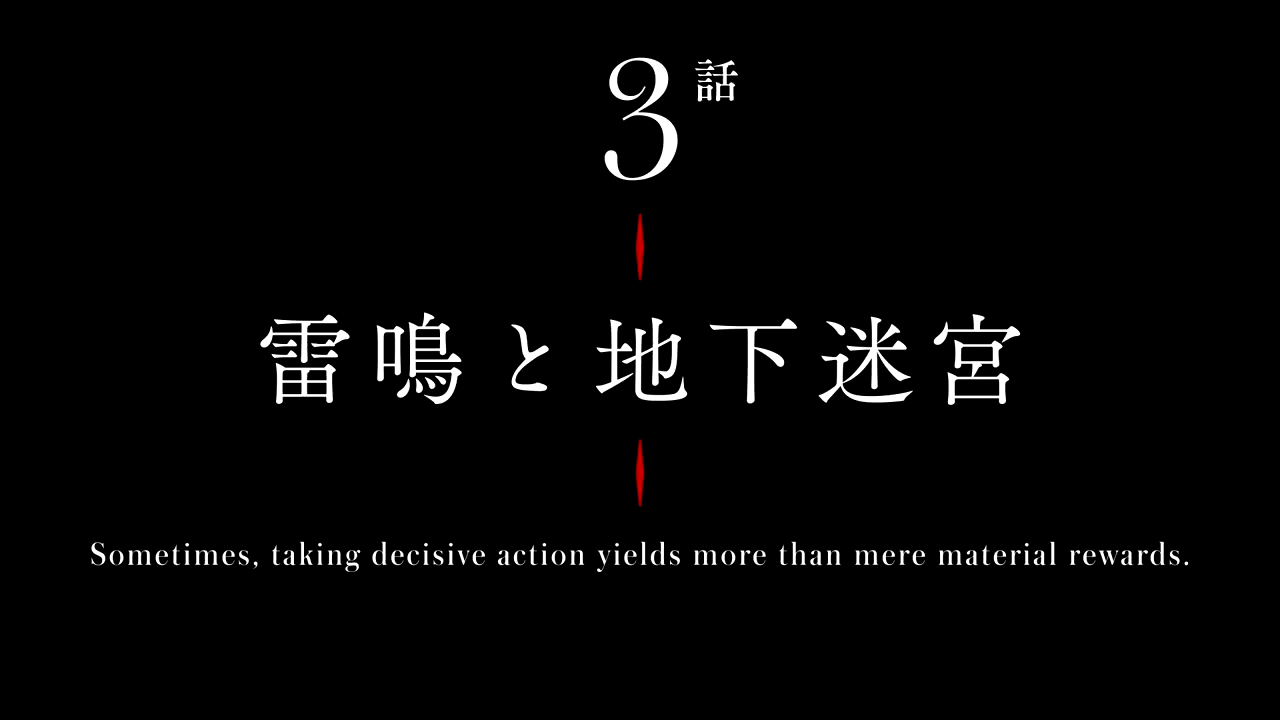 3話
雷鳴と地下迷宮
Sometimes, taking decisive action yields more than mere material rewards.